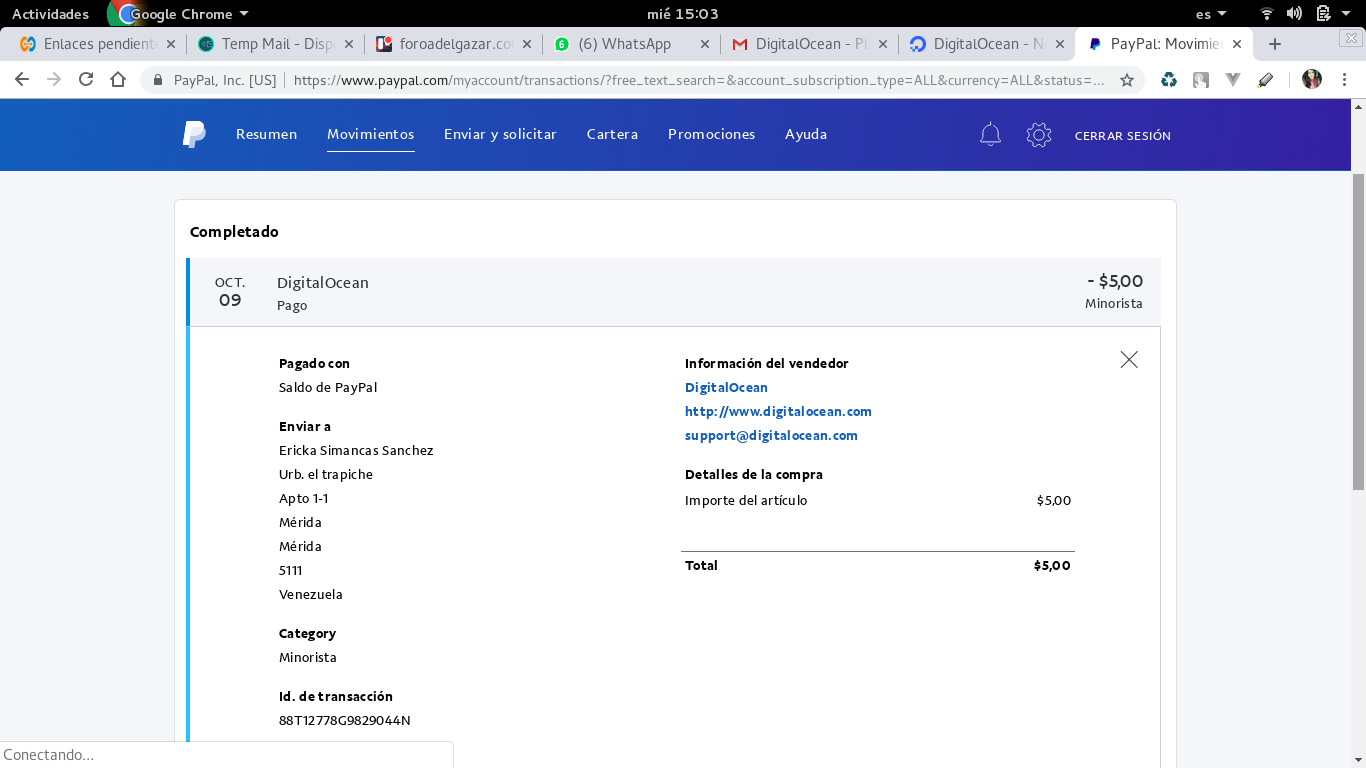 Actividades
Google Chrome
mié 15:03
es
Enlaces pendient
Temp Mail - Disp
foroadelgazar.co
(6) WhatsApp
DigitalOcean - Pl
DigitalOcean - N
PayPal: Movimie
PayPal, Inc. [US]
https://www.paypal.com/myaccount/transactions/?free_text_search=&account_subscription_type=ALL&currency=ALL&status=...
Resumen
Movimientos
Enviar y solicitar
Cartera
Promociones
Ayuda
CERRAR SESIÓN
Completado
OCT.
09
DigitalOcean
Pago
- $5,00
Minorista
Pagado con
Saldo de PayPal
Enviar a
Ericka Simancas Sanchez
Urb. el trapiche
Apto 1-1
Mérida
Mérida
5111
Venezuela
Category
Minorista
Id. de transacción
88T12778G9829044N
Información del vendedor
DigitalOcean
http://www.digitalocean.com
support@digitalocean.com
Detalles de la compra
Importe del artículo $5,00
Total $5,00
Conectando...